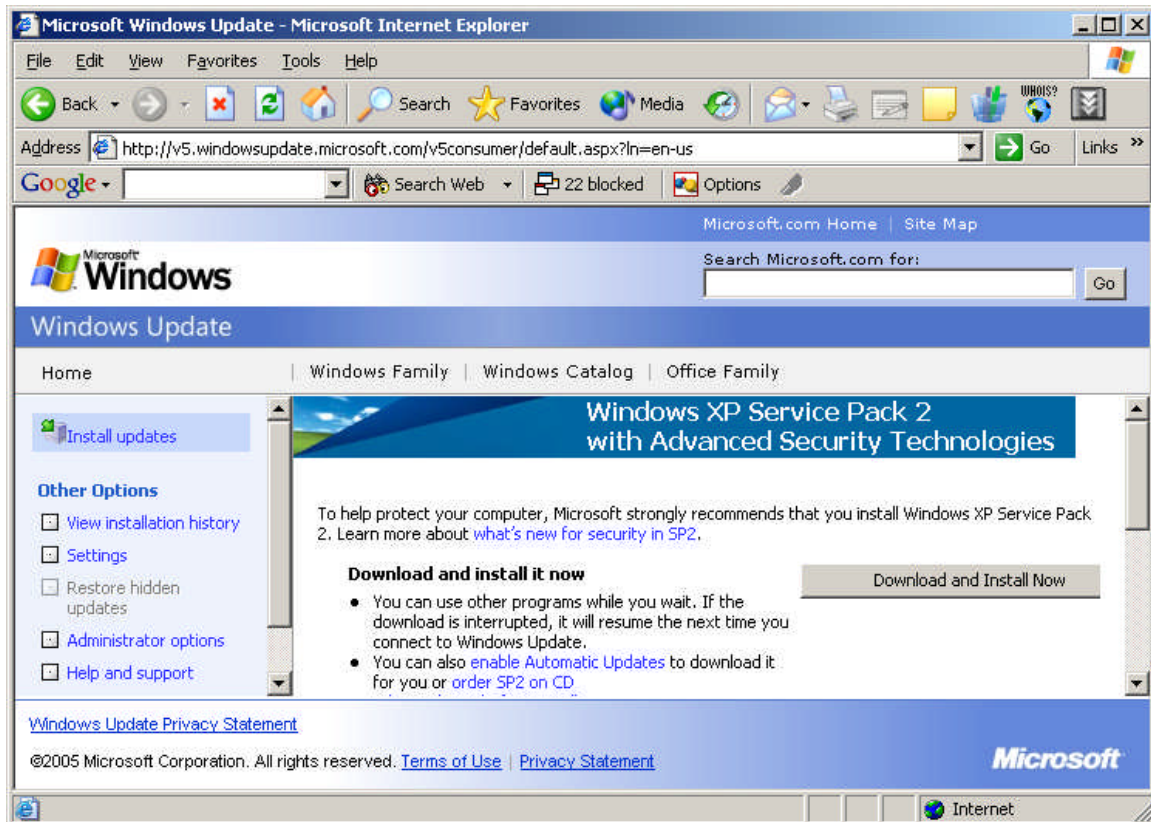 Microsoft Windows Update - Microsoft Internet Explorer
File Edit View Favorites Tools Help
Back Search Favorites Media WHOIS?
Address http://v5.windowsupdate.microsoft.com/v5consumer/default.aspx?ln=en-us Go Links »
Google Search Web 22 blocked Options
Microsoft.com Home | Site Map
Microsoft
Windows
Search Microsoft.com for:
Go
Windows Update
Home | Windows Family | Windows Catalog | Office Family
Install updates
Other Options
View installation history
Settings
Restore hidden
updates
Administrator options
Help and support
Windows XP Service Pack 2
with Advanced Security Technologies
To help protect your computer, Microsoft strongly recommends that you install Windows XP Service Pack
2. Learn more about what's new for security in SP2.
Download and install it now
Download and Install Now
• You can use other programs while you wait. If the
download is interrupted, it will resume the next time you
connect to Windows Update.
• You can also enable Automatic Updates to download it
for you or order SP2 on CD
Windows Update Privacy Statement
©2005 Microsoft Corporation. All rights reserved. Terms of Use | Privacy Statement
Microsoft
Internet